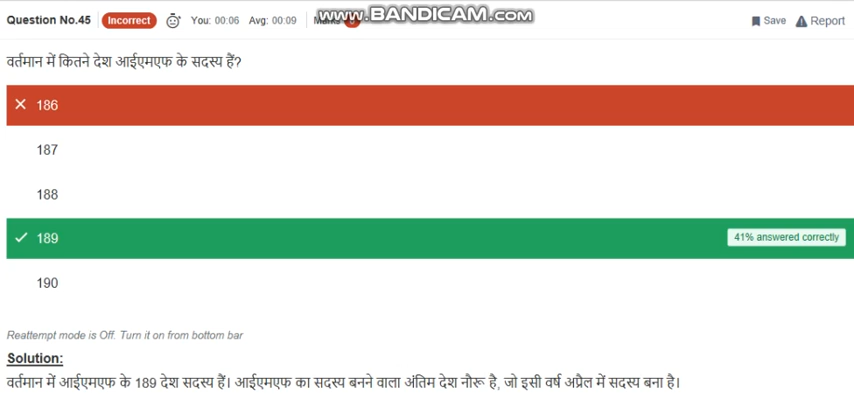 Question No.45 Incorrect You: 00:06 Avg: 00:09 Marks www.BANDICAM.com Save Report
वर्तमान में कितने देश आईएमएफ के सदस्य हैं?
186
187
188
189 41% answered correctly
190
Reattempt mode is Off. Turn it on from bottom bar
Solution:
वर्तमान में आईएमएफ के 189 देश सदस्य हैं। आईएमएफ का सदस्य बनने वाला अंतिम देश नौरू है, जो इसी वर्ष अप्रैल में सदस्य बना है।